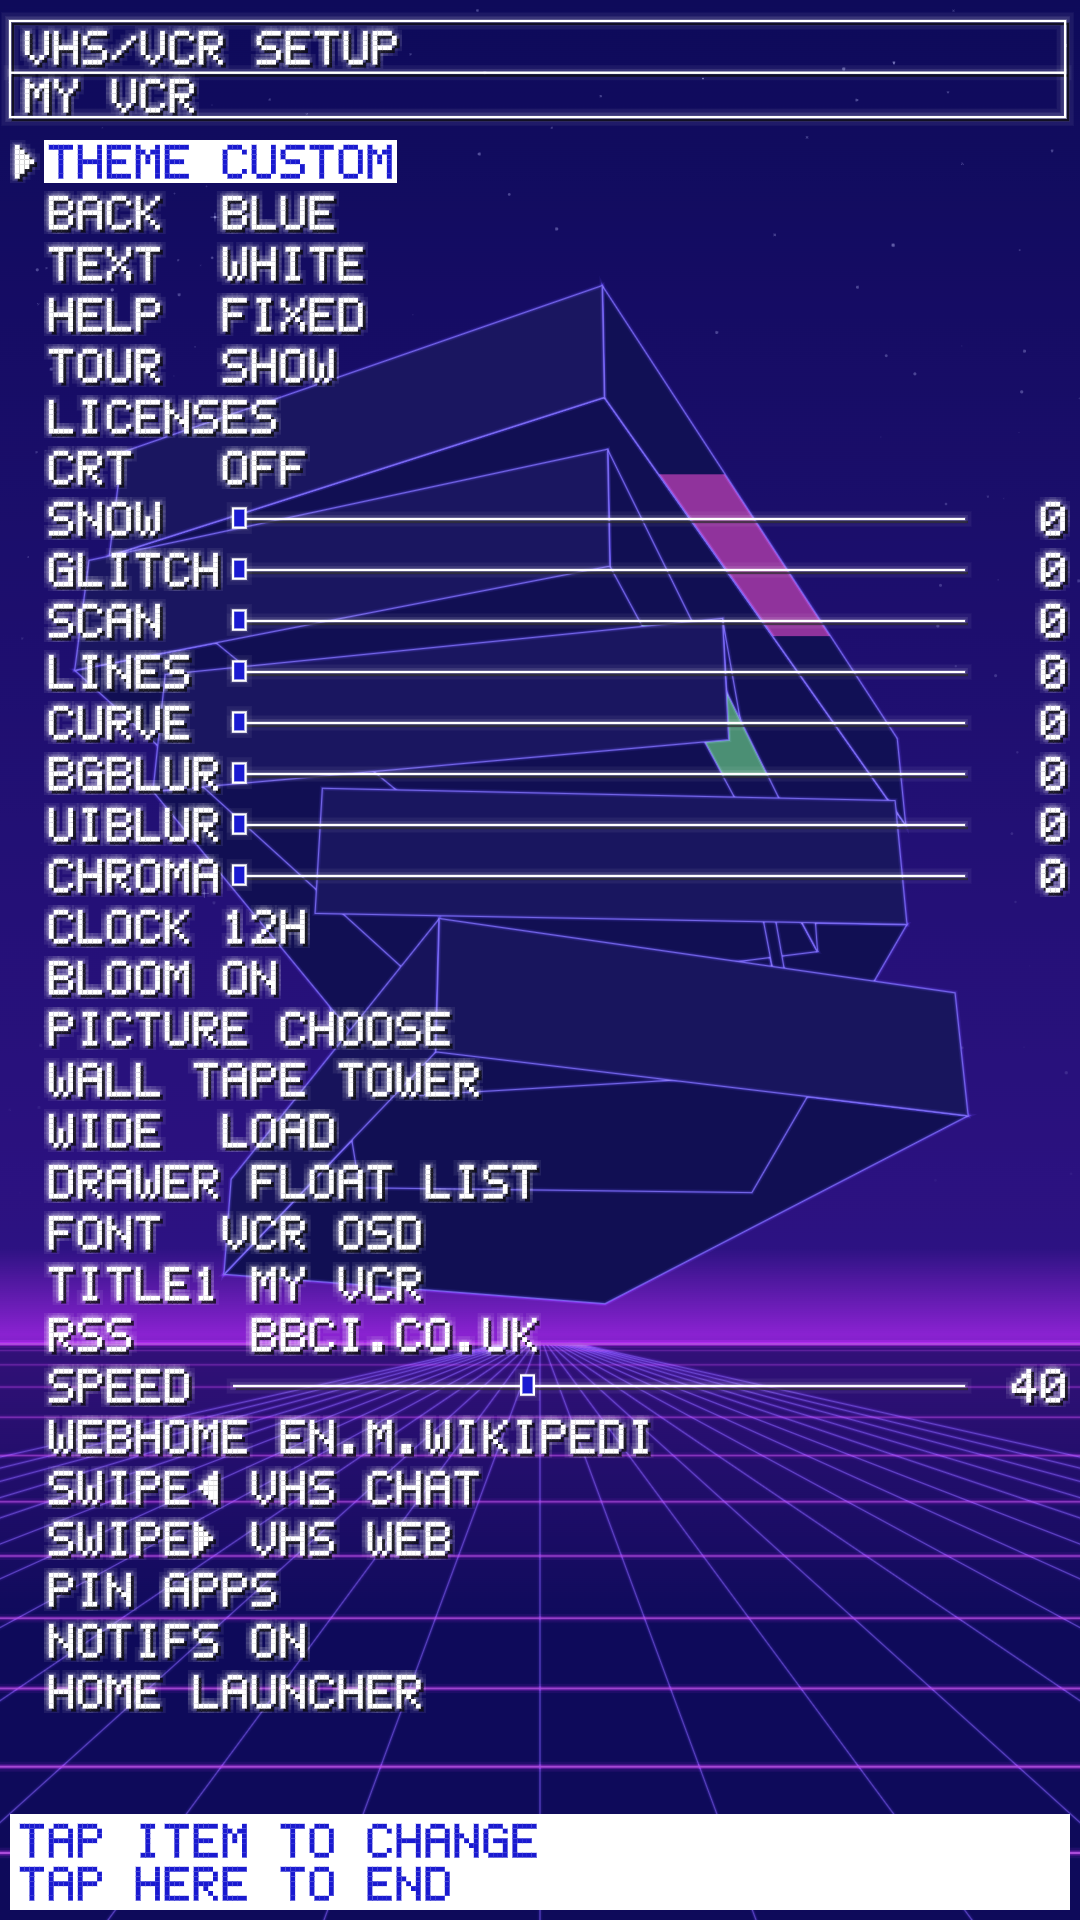 VHS/VCR SETUP
MY VCR
▶THEME CUSTOM
BACK BLUE
TEXT WHITE
HELP FIXED
TOUR SHOW
LICENSES
CRT OFF
SNOW 0
GLITCH 0
SCAN 0
LINES 0
CURVE 0
BGBLUR 0
UIBLUR 0
CHROMA 0
CLOCK 12H
BLOOM ON
PICTURE CHOOSE
WALL TAPE TOWER
WIDE LOAD
DRAWER FLOAT LIST
FONT VCR OSD
TITLE1 MY VCR
RSS BBCI.CO.UK
SPEED 40
WEBHOME EN.M.WIKIPEDI
SWIPE◀ VHS CHAT
SWIPE▶ VHS WEB
PIN APPS
NOTIFS ON
HOME LAUNCHER
TAP ITEM TO CHANGE
TAP HERE TO END